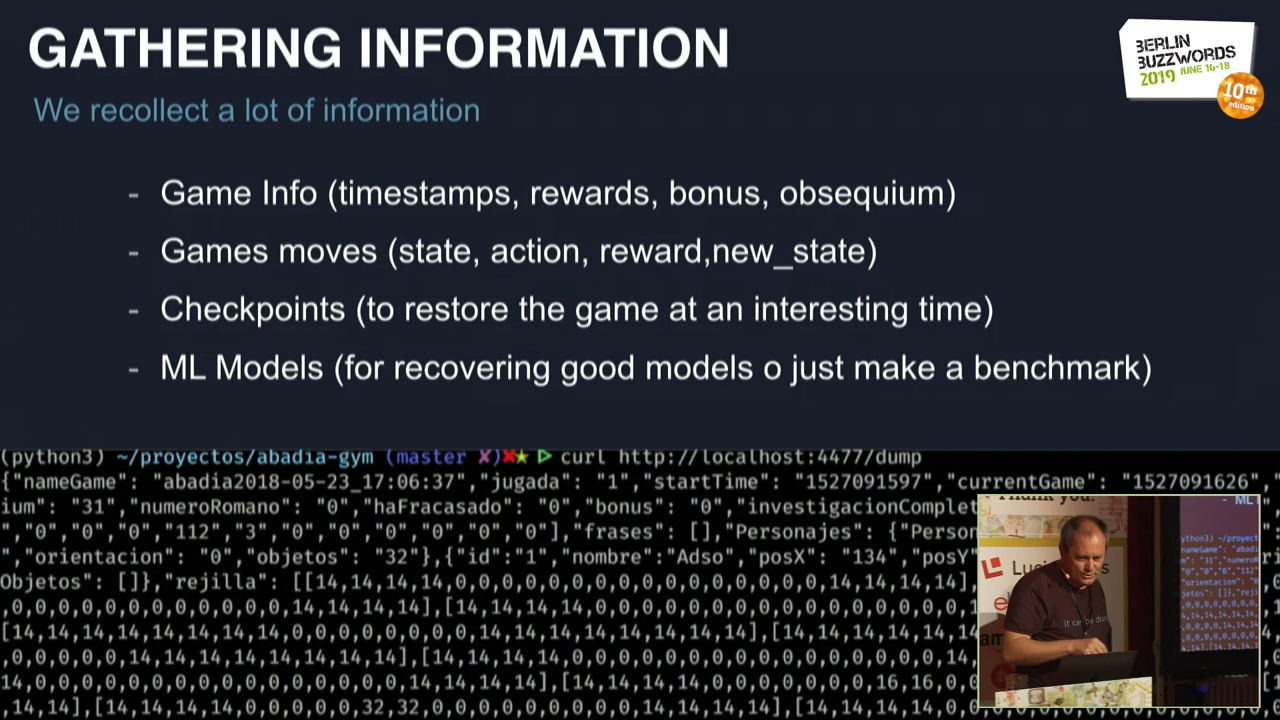 GATHERING INFORMATION
We recollect a lot of information
BERLIN
BUZZWORDS
2019 JUNE 16-18
10th
edition
- Game Info (timestamps, rewards, bonus, obsequium)
- Games moves (state, action, reward,new_state)
- Checkpoints (to restore the game at an interesting time)
- ML Models (for recovering good models o just make a benchmark)
(python3) ~/proyectos/abadia-gym (master ✘)✖★ ▷ curl http://localhost:4477/dump
{"nameGame": "abadia2018-05-23_17:06:37","jugada": "1","startTime": "1527091597","currentGame": "1527091626",
ium": "31","numeroRomano": "0","haFracasado": "0","bonus": "0","investigacionComplet
","0","0","0","112","3","0","0","0","0","0","0"],"frases": [],"Personajes": {"Person
","orientacion": "0","objetos": "32"},{"id":"1","nombre":"Adso","posX": "134","posY"
Objetos": []},"rejilla": [[14,14,14,14,0,0,0,0,0,0,0,0,0,0,0,0,0,0,0,0,14,14,14,14]
,0,0,0,0,0,0,0,0,0,0,0,14,14,14,14],[14,14,14,14,0,0,0,0,0,0,0,0,0,0,0,0
[14,14,14,14,14,14,14,0,0,0,0,0,0,0,14,14,14,14,14,14,14],[14,14,14,14
,0,0,0,0,0,14,14,14,14,14,14,14,14],[14,14,14,14,0,0,0,0,0,0,0,0,0,0
14,0,0,0,0,0,0,0,0,0,0,0,0,0,14,14,14,14],[14,14,14,14,0,0,0,0,0,0,0,16,16,0,0
,14,14],[14,14,14,14,0,0,0,0,0,32,32,0,0,0,0,0,0,0,14,14,14,14],[14,14,14
Thank you!
it can be done
- ML